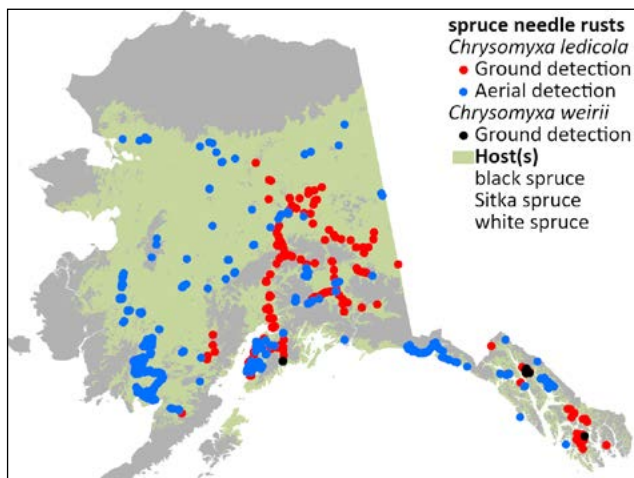 spruce needle rusts
Chrysomyxa ledicola
Ground detection
Aerial detection
Chrysomyxa weirii
Ground detection
Host(s)
black spruce
Sitka spruce
white spruce